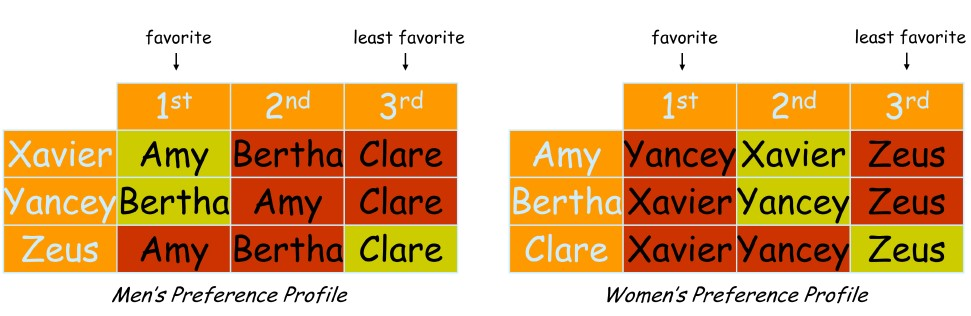 favorite least favorite favorite least favorite
1st 2nd 3rd 1st 2nd 3rd
Xavier Amy Bertha Clare Amy Yancey Xavier Zeus
Yancey Bertha Amy Clare Bertha Xavier Yancey Zeus
Zeus Amy Bertha Clare Clare Xavier Yancey Zeus
Men's Preference Profile Women's Preference Profile